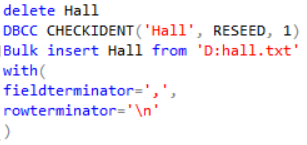 delete Hall
DBCC CHECKIDENT('Hall', RESEED, 1)
Bulk insert Hall from 'D:hall.txt'
with(
fieldterminator=',',
rowterminator='\n'
)